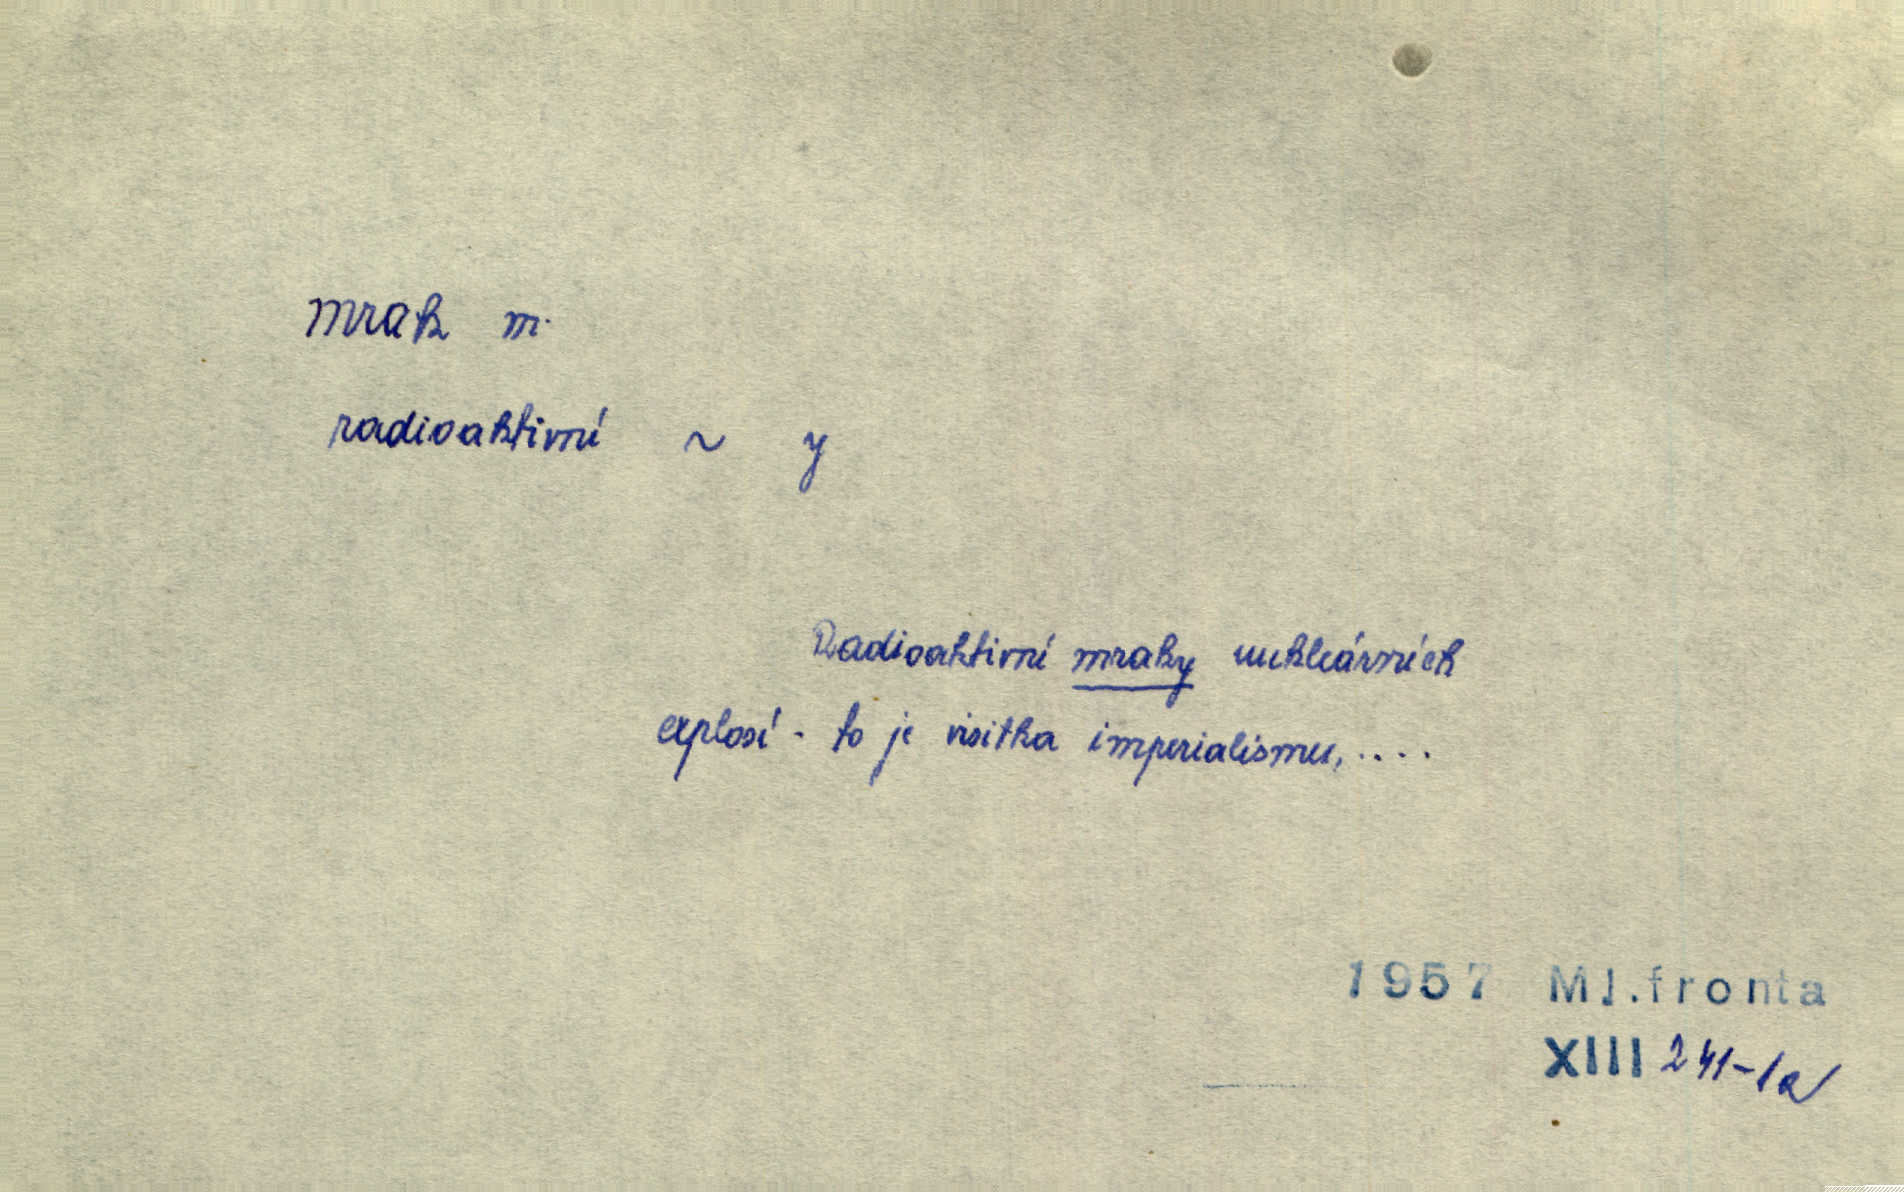 mrak m.
radioaktivní ~ y
Radioaktivní mraky nukleárních
explosí - to je visitka imperialismu, ....
1957 Ml.fronta
XIII 241-1a